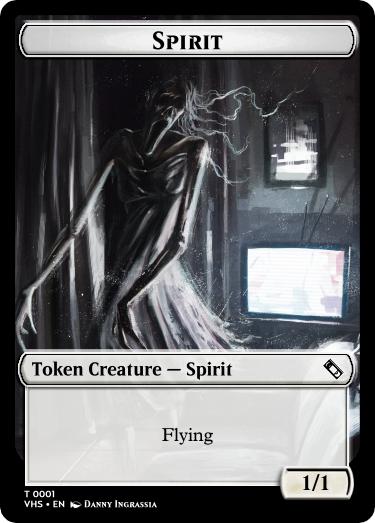 Spirit
Token Creature — Spirit
Flying
1/1
T 0001
VHS • EN Danny Ingrassia